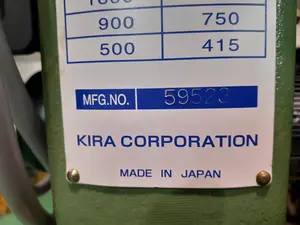 900 750
500 415
MFG.NO. 59523
KIRA CORPORATION
MADE IN JAPAN